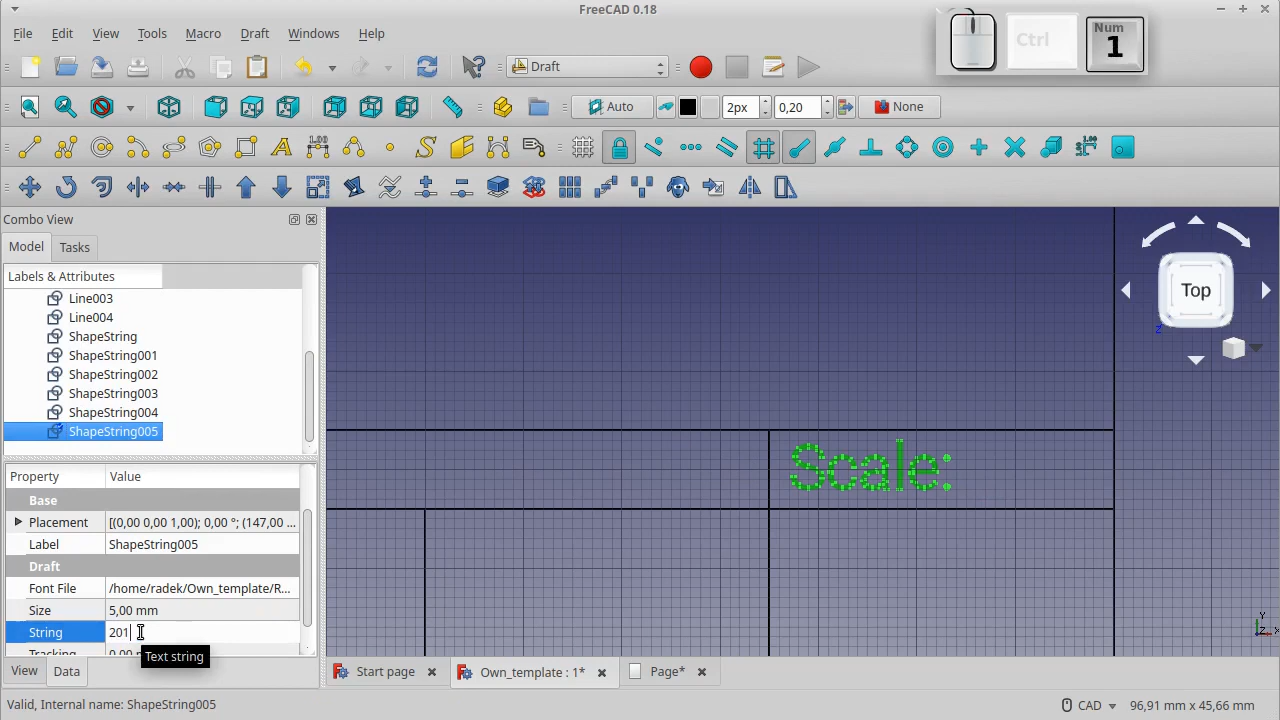 FreeCAD 0.18
File Edit View Tools Macro Draft Windows Help
Ctrl
Num
1
Draft
Auto
2px
0,20
None
1.00
1.00
Combo View
Model Tasks
Labels & Attributes
Line003
Line004
ShapeString
ShapeString001
ShapeString002
ShapeString003
ShapeString004
ShapeString005
Property Value
Base
Placement [(0,00 0,00 1,00); 0,00 °; (147,00 ...
Label ShapeString005
Draft
Font File /home/radek/Own_template/R...
Size 5,00 mm
String 201
Text string
View Data
Scale:
Top
Z
Y
Z
X
Start page
Own_template : 1*
Page*
Valid, Internal name: ShapeString005
CAD
96,91 mm x 45,66 mm